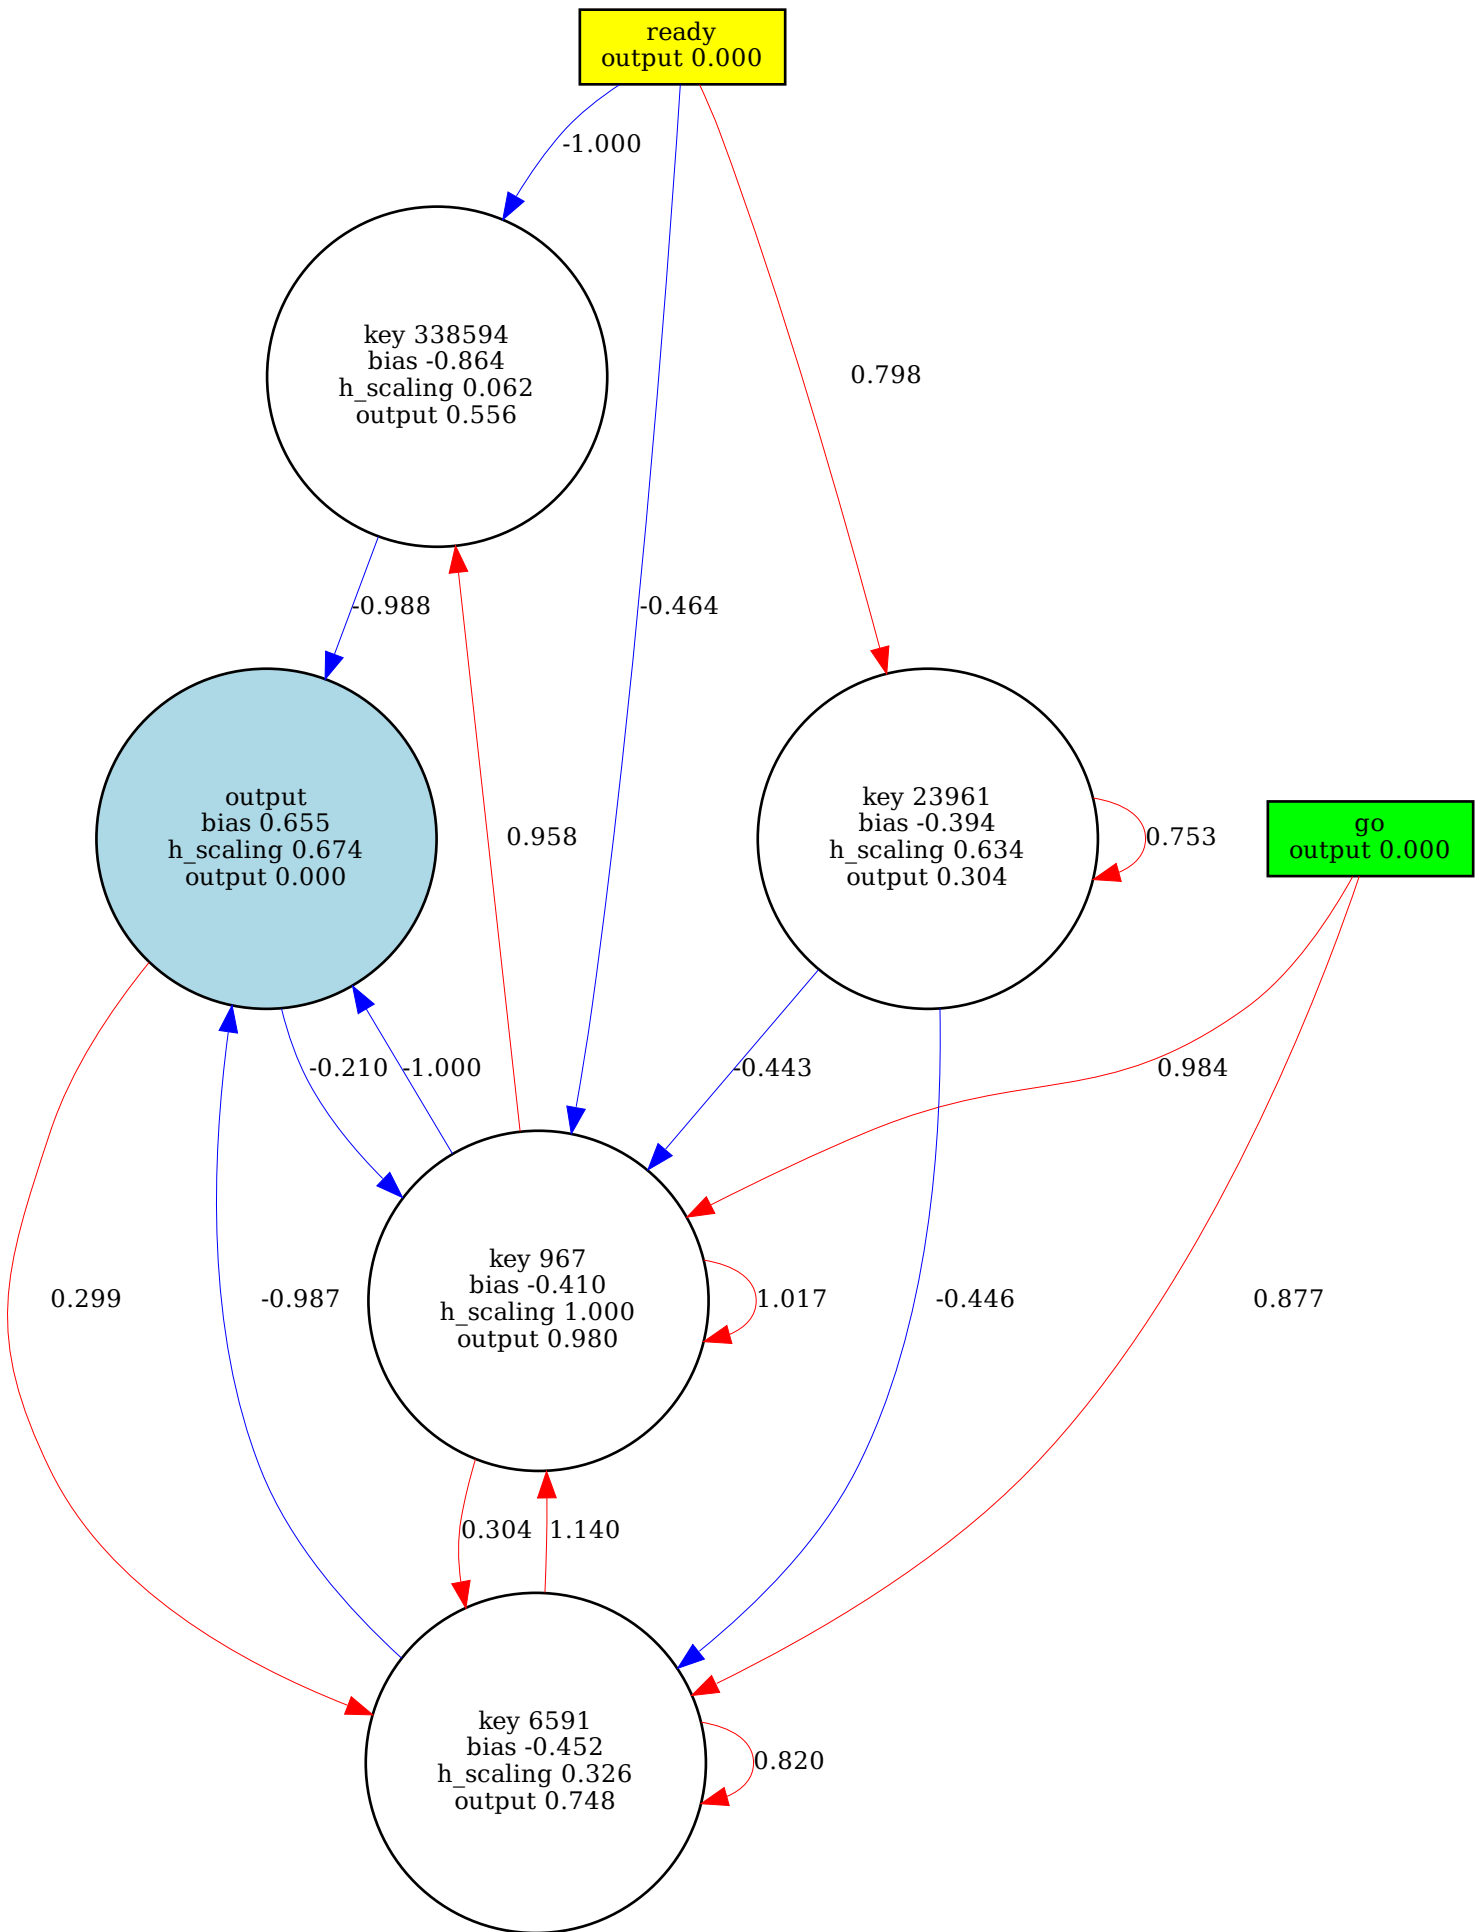 ready
output 0.000
-1.000
key 338594
bias -0.864
h_scaling 0.062
output 0.556
0.798
-0.988
-0.464
output
bias 0.655
h_scaling 0.674
output 0.000
0.958
key 23961
bias -0.394
h_scaling 0.634
output 0.304
0.753
go
output 0.000
-0.210
-1.000
-0.443
0.984
0.299
-0.987
key 967
bias -0.410
h_scaling 1.000
output 0.980
1.017
-0.446
0.877
0.304
1.140
key 6591
bias -0.452
h_scaling 0.326
output 0.748
0.820